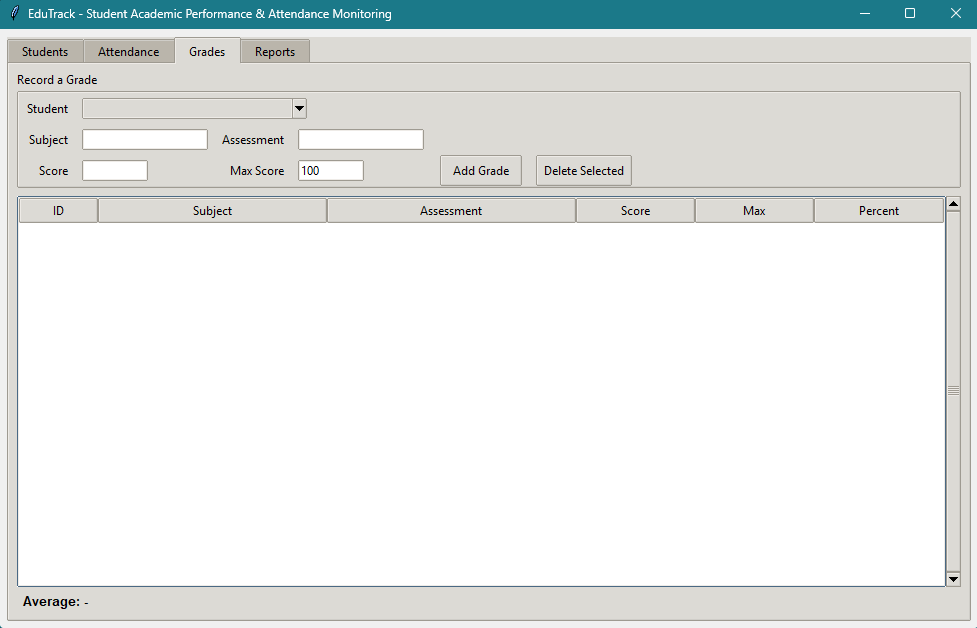 EduTrack - Student Academic Performance & Attendance Monitoring
Students Attendance Grades Reports
Record a Grade
Student
Subject Assessment
Score Max Score 100 Add Grade Delete Selected
ID Subject Assessment Score Max Percent
Average: -